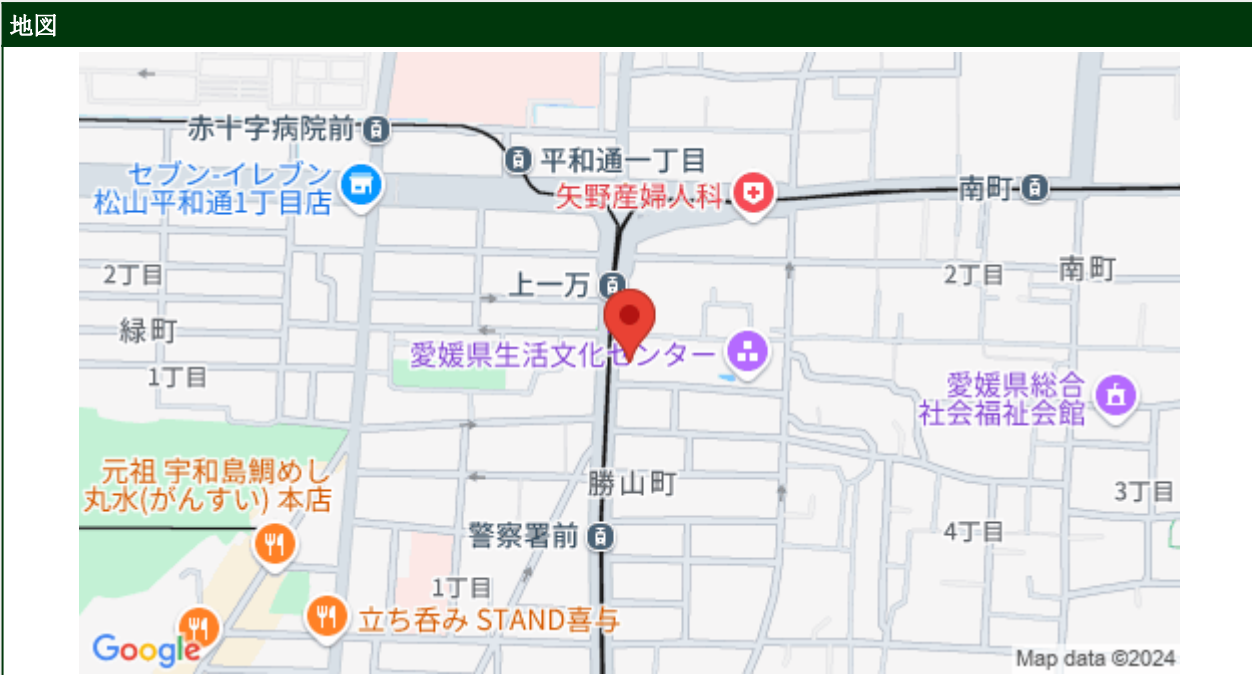 地図
赤十字病院前
平和通一丁目
セブン-イレブン
松山平和通1丁目店
矢野産婦人科
南町
2丁目
上一万
2丁目
南町
緑町
愛媛県生活文化センター
1丁目
愛媛県総合
社会福祉会館
元祖 宇和島鯛めし
丸水(がんすい) 本店
勝山町
3丁目
警察署前
4丁目
1丁目
立ち呑み STAND喜与
Google
Map data ©2024